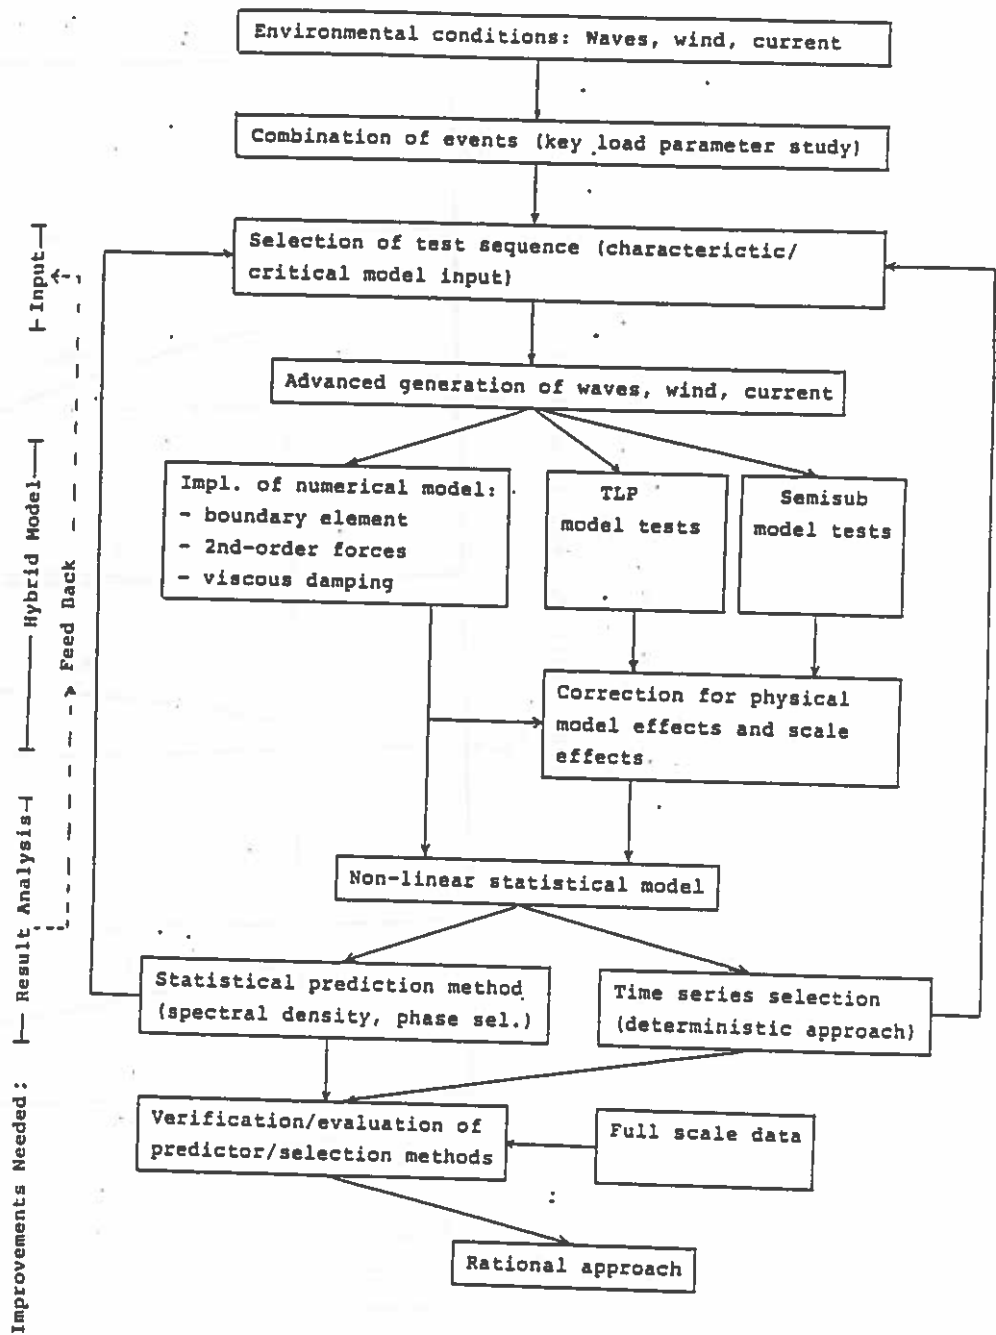 Environmental conditions: Waves, wind, current
Combination of events (key load parameter study)
Selection of test sequence (characterictic/
critical model input)
Advanced generation of waves, wind, current
Impl. of numerical model:
- boundary element
- 2nd-order forces
- viscous damping
TLP
model tests
Semisub
model tests
Correction for physical
model effects and scale
effects
Non-linear statistical model
Statistical prediction method
(spectral density, phase sel.)
Time series selection
(deterministic approach)
Verification/evaluation of
predictor/selection methods
Full scale data
Rational approach
Improvements Needed:
Result Analysis
Hybrid Model
Input
Feed Back